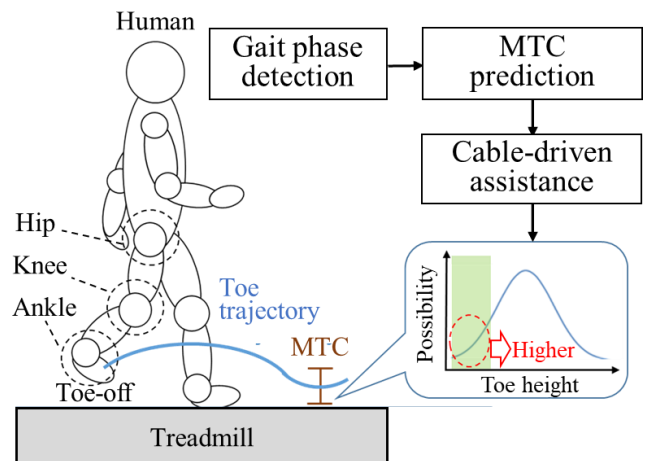 Human
Gait phase
detection
MTC
prediction
Cable-driven
assistance
Hip
Knee
Ankle
Toe-off
Toe
trajectory
MTC
Treadmill
Possibility
Higher
Toe height